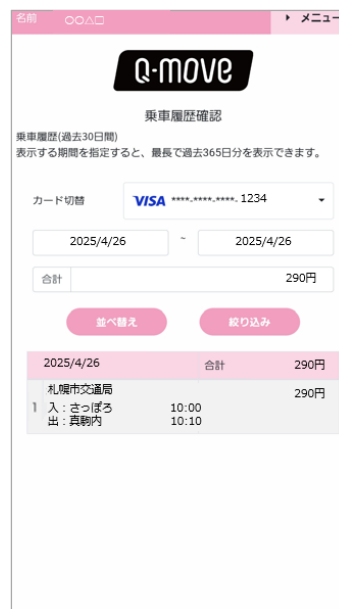 名前 ○○△□ メニュー
Q-move
乗車履歴確認
乗車履歴(過去30日間)
表示する期間を指定すると、最長で過去365日分を表示できます。
カード切替 VISA ****-****-****- 1234
2025/4/26 ~ 2025/4/26
合計 290円
並べ替え 絞り込み
2025/4/26 合計 290円
札幌市交通局 290円
1 入：さっぽろ 10:00
出：真駒内 10:10